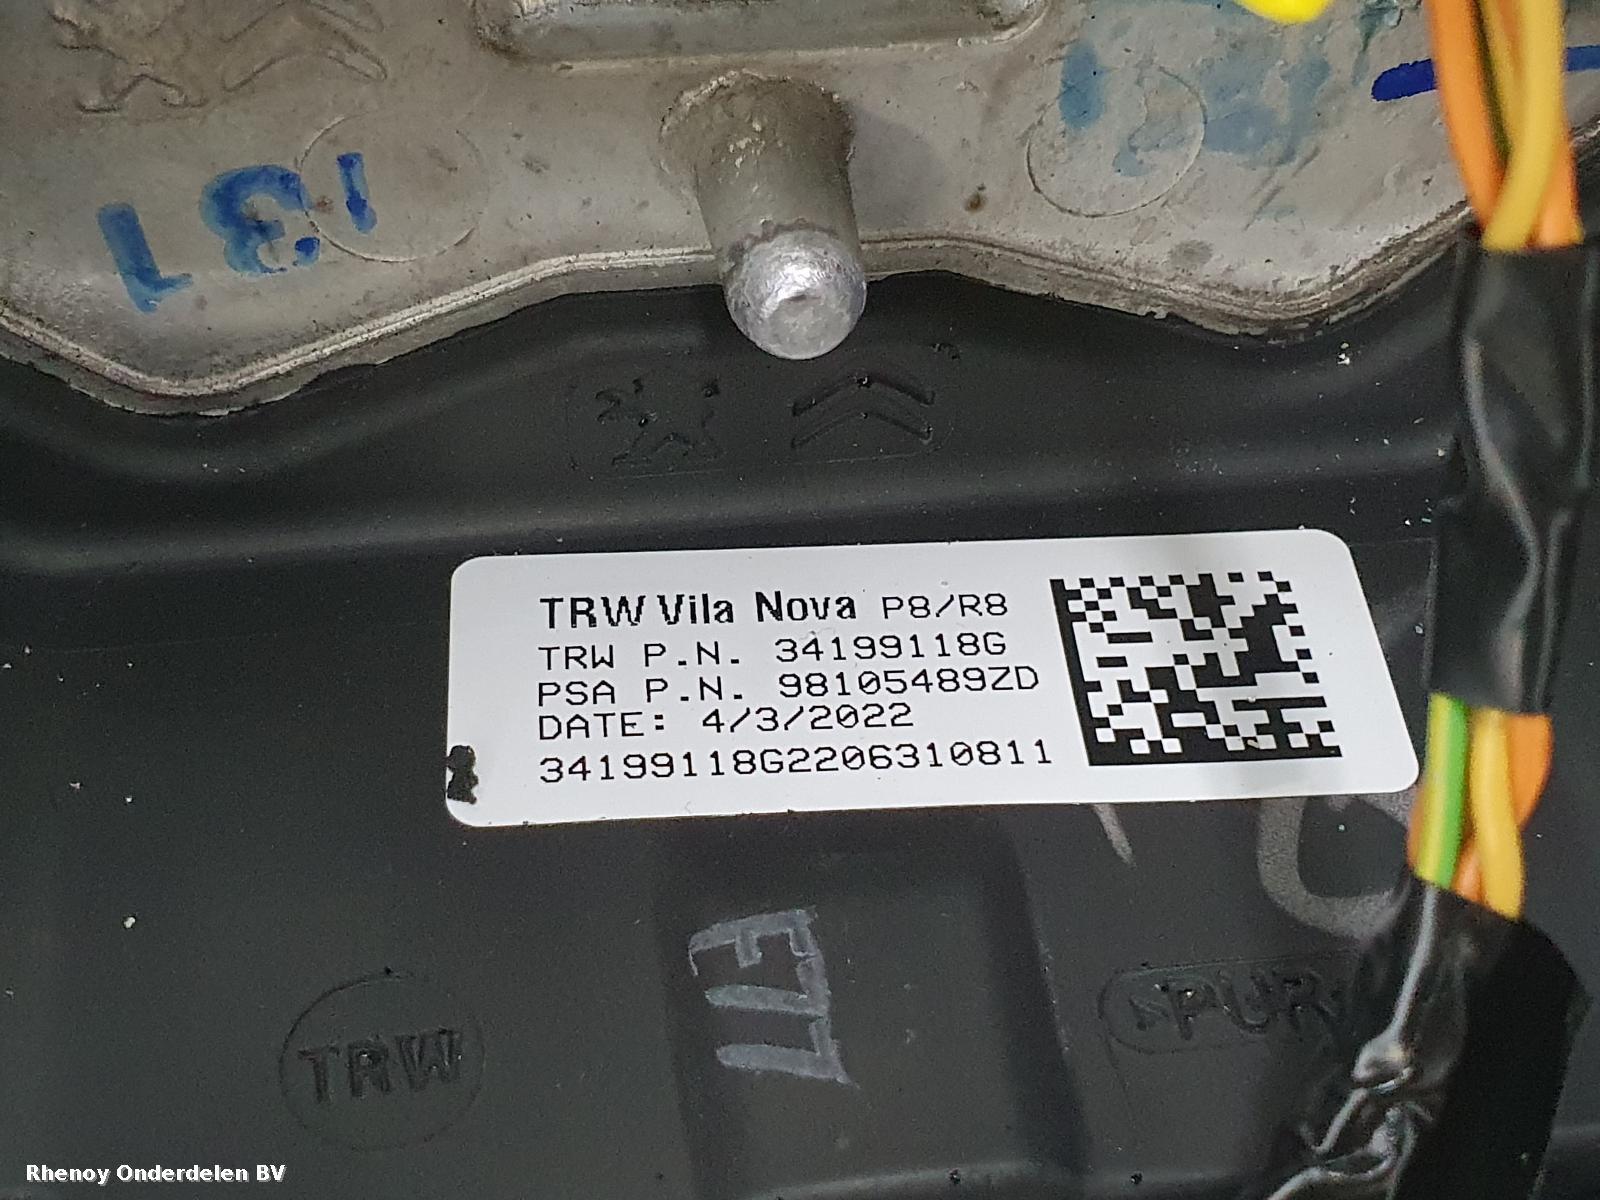 181
TRW Vila Nova P8/R8
TRW P.N. 34199118G
PSA P.N. 98105489ZD
DATE: 4/3/2022
34199118G2206310811
E77
TRW
>PUR
Rhenoy Onderdelen BV